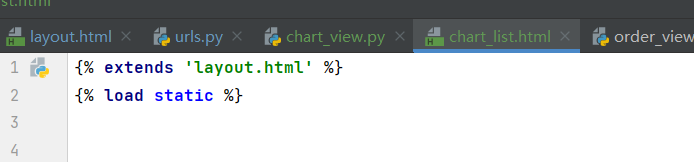 st.html
layout.html urls.py chart_view.py chart_list.html order_view
1 {% extends 'layout.html' %}
2 {% load static %}
3
4